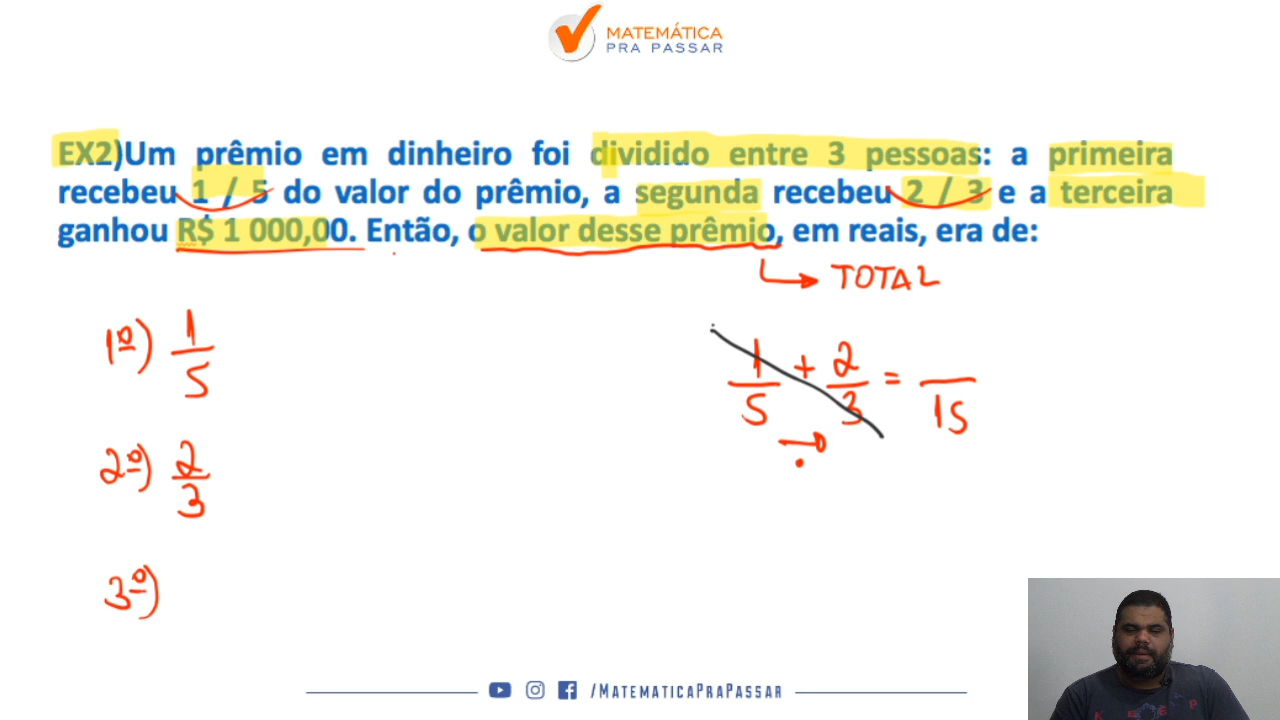 MATEMÁTICA
PRA PASSAR
EX2)Um prêmio em dinheiro foi dividido entre 3 pessoas: a primeira
recebeu 1 / 5 do valor do prêmio, a segunda recebeu 2 / 3 e a terceira
ganhou R$ 1 000,00. Então, o valor desse prêmio, em reais, era de:
TOTAL
1º) 1/5
1/5 + 2/3 = /15
2º) 2/3
3º)
/MATEMATICAPRAPASSAR